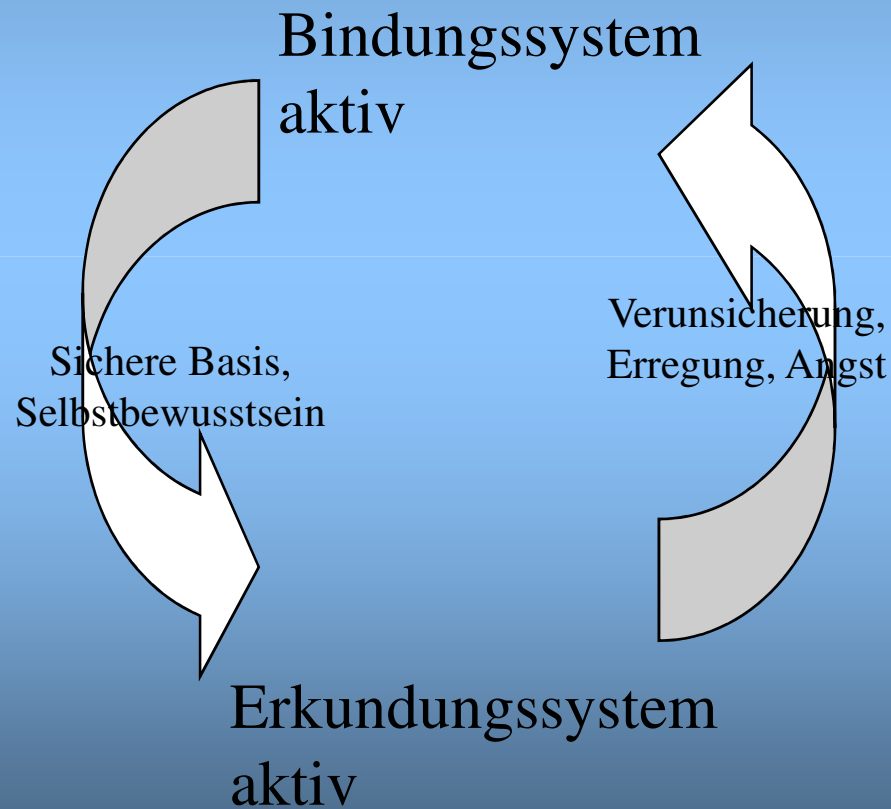 Bindungssystem
aktiv
Verunsicherung,
Erregung, Angst
Sichere Basis,
Selbstbewusstsein
Erkundungssystem
aktiv